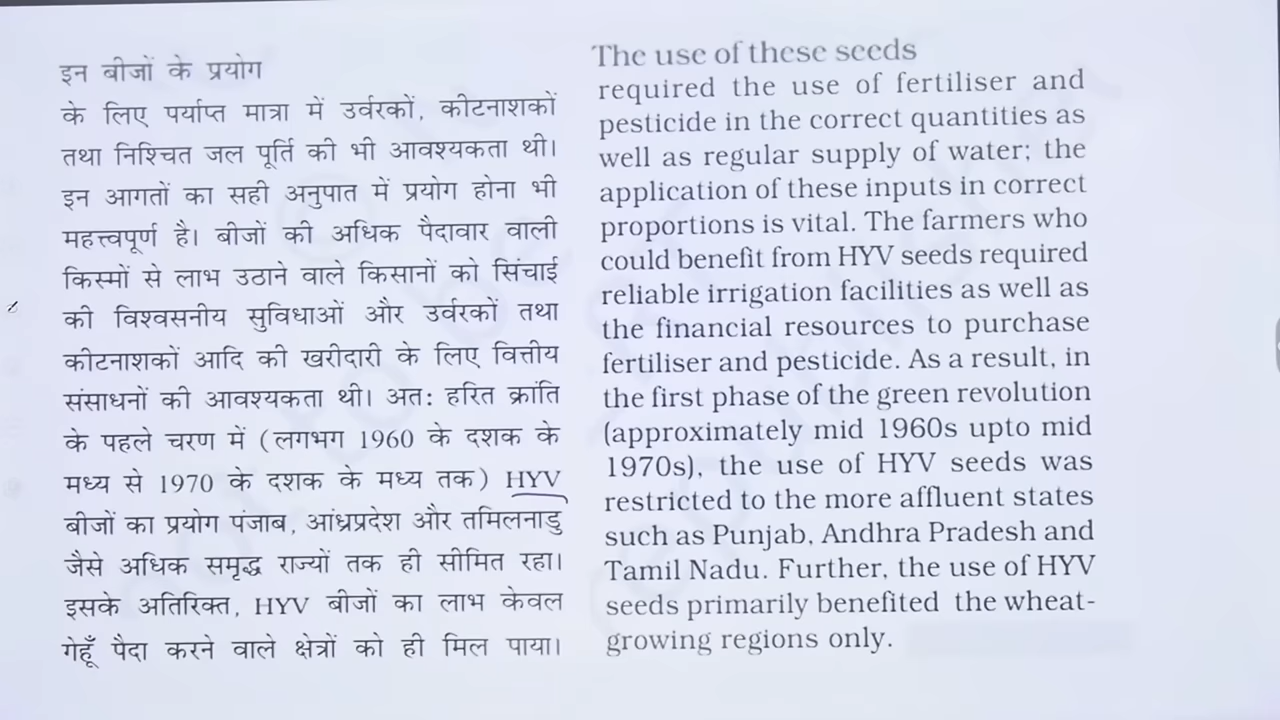 इन बीजों के प्रयोग
के लिए पर्याप्त मात्रा में उर्वरकों, कीटनाशकों
तथा निश्चित जल पूर्ति की भी आवश्यकता थी।
इन आगतों का सही अनुपात में प्रयोग होना भी
महत्त्वपूर्ण है। बीजों की अधिक पैदावार वाली
किस्मों से लाभ उठाने वाले किसानों को सिंचाई
की विश्वसनीय सुविधाओं और उर्वरकों तथा
कीटनाशकों आदि की खरीदारी के लिए वित्तीय
संसाधनों की आवश्यकता थी। अत: हरित क्रांति
के पहले चरण में (लगभग 1960 के दशक के
मध्य से 1970 के दशक के मध्य तक) HYV
बीजों का प्रयोग पंजाब, आंध्रप्रदेश और तमिलनाडु
जैसे अधिक समृद्ध राज्यों तक ही सीमित रहा।
इसके अतिरिक्त, HYV बीजों का लाभ केवल
गेहूँ पैदा करने वाले क्षेत्रों को ही मिल पाया।
The use of these seeds
required the use of fertiliser and
pesticide in the correct quantities as
well as regular supply of water; the
application of these inputs in correct
proportions is vital. The farmers who
could benefit from HYV seeds required
reliable irrigation facilities as well as
the financial resources to purchase
fertiliser and pesticide. As a result, in
the first phase of the green revolution
(approximately mid 1960s upto mid
1970s), the use of HYV seeds was
restricted to the more affluent states
such as Punjab, Andhra Pradesh and
Tamil Nadu. Further, the use of HYV
seeds primarily benefited the wheat-
growing regions only.